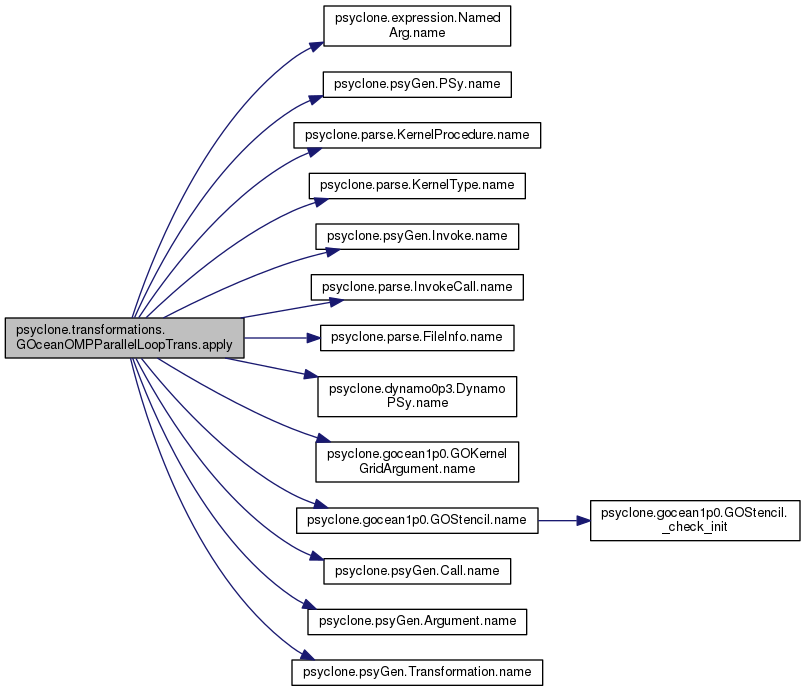 psyclone.expression.Named
Arg.name
psyclone.psyGen.PSy.name
psyclone.parse.KernelProcedure.name
psyclone.parse.KernelType.name
psyclone.psyGen.Invoke.name
psyclone.parse.InvokeCall.name
psyclone.transformations.
GOceanOMPParallelLoopTrans.apply
psyclone.parse.FileInfo.name
psyclone.dynamo0p3.Dynamo
PSy.name
psyclone.gocean1p0.GOKernel
GridArgument.name
psyclone.gocean1p0.GOStencil.name
psyclone.gocean1p0.GOStencil.
_check_init
psyclone.psyGen.Call.name
psyclone.psyGen.Argument.name
psyclone.psyGen.Transformation.name